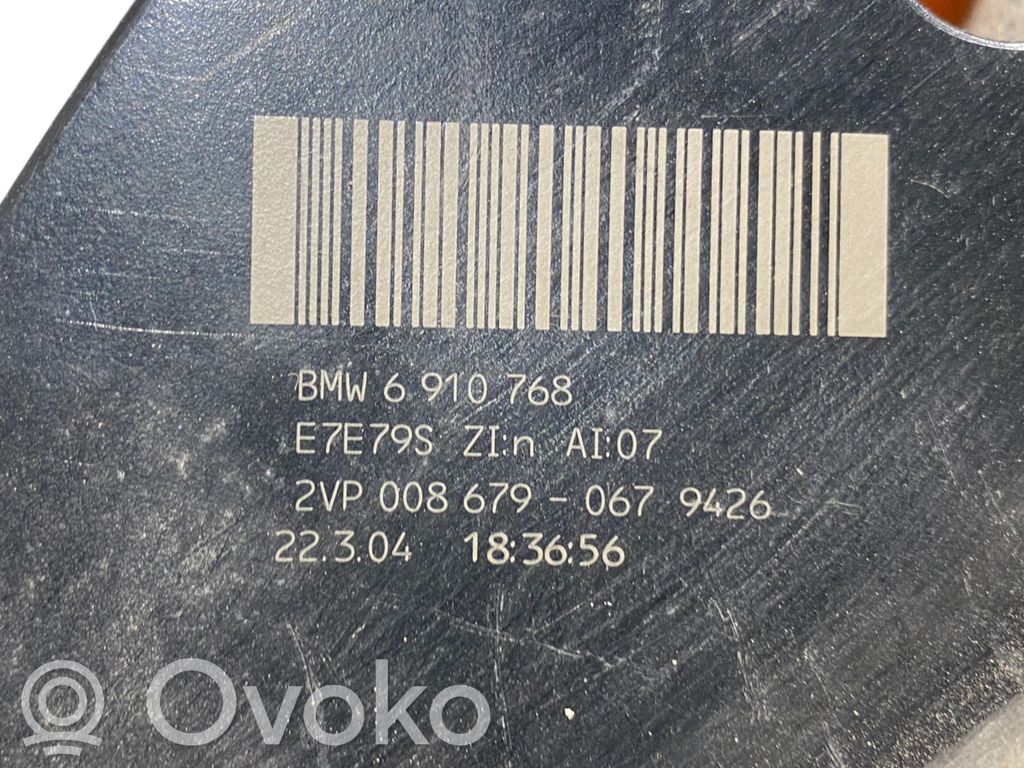 BMW 6 910 768
E7E79S ZI:n AI:07
2VP 008 679 - 067 9426
22.3.04 18:36:56
Ovoko